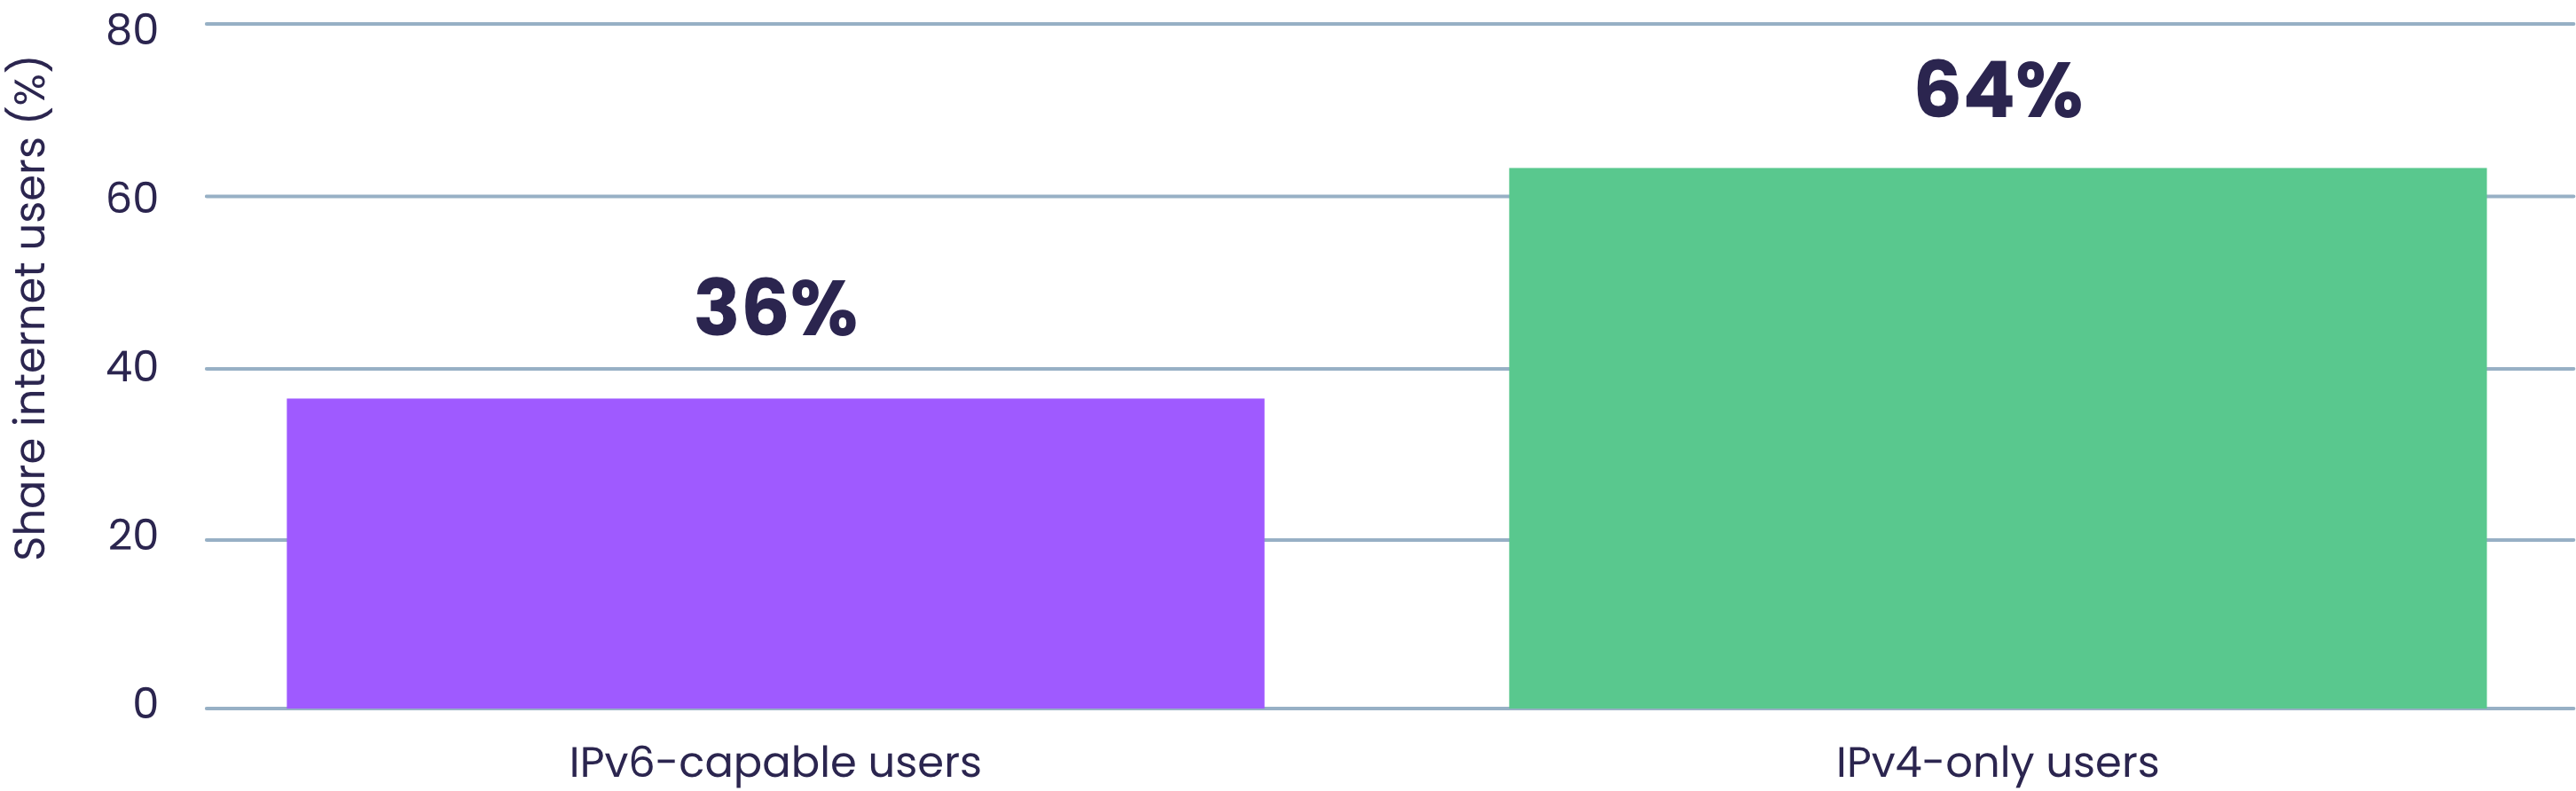 Share internet users (%)
80
60
40
20
0
36%
64%
IPv6-capable users
IPv4-only users